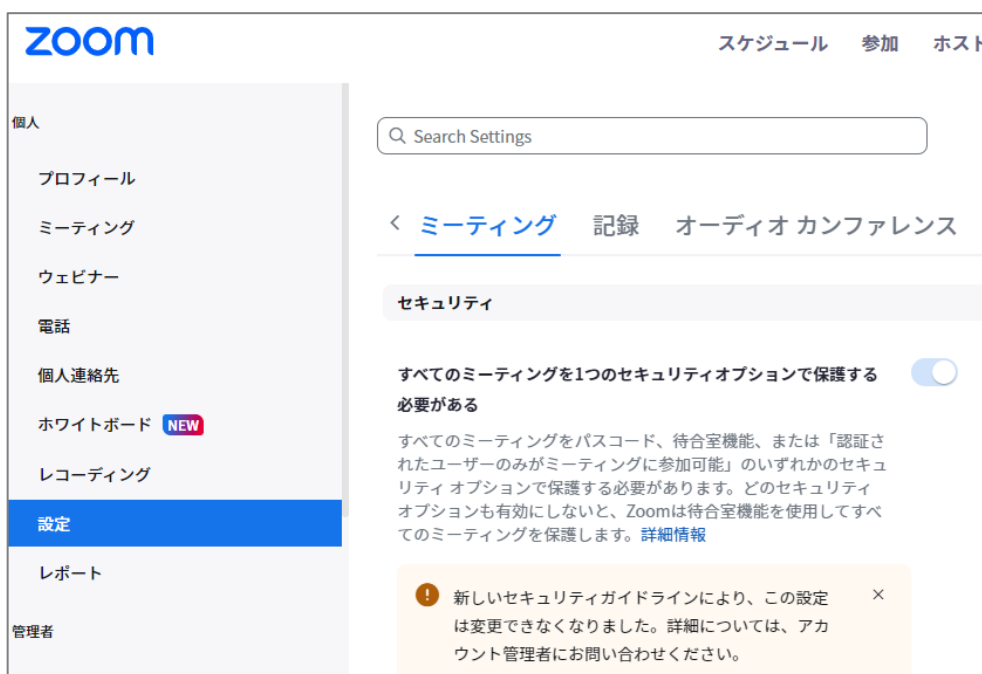 zoom
スケジュール 参加 ホスト
個人
プロフィール
ミーティング
ウェビナー
電話
個人連絡先
ホワイトボード NEW
レコーディング
設定
レポート
管理者
Search Settings
ミーティング 記録 オーディオ カンファレンス
セキュリティ
すべてのミーティングを1つのセキュリティオプションで保護する
必要がある
すべてのミーティングをパスコード、待合室機能、または「認証さ
れたユーザーのみがミーティングに参加可能」のいずれかのセキュ
リティ オプションで保護する必要があります。どのセキュリティ
オプションも有効にしないと、Zoomは待合室機能を使用してすべ
てのミーティングを保護します。詳細情報
新しいセキュリティガイドラインにより、この設定
は変更できなくなりました。詳細については、アカ
ウント管理者にお問い合わせください。